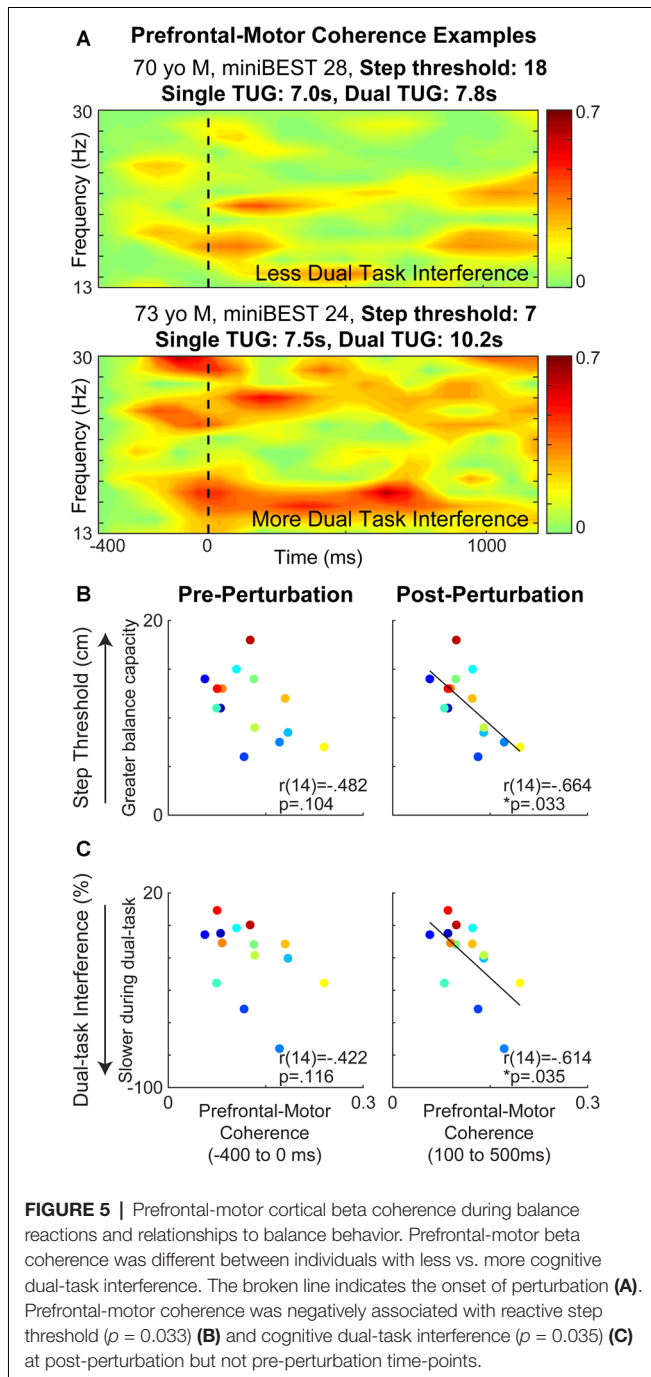 A Prefrontal-Motor Coherence Examples
70 yo M, miniBEST 28, Step threshold: 18
Single TUG: 7.0s, Dual TUG: 7.8s
Frequency (Hz)
30
13
Less Dual Task Interference
0.7
0
73 yo M, miniBEST 24, Step threshold: 7
Single TUG: 7.5s, Dual TUG: 10.2s
Frequency (Hz)
30
13
More Dual Task Interference
0.7
0
-400 0 1000
Time (ms)
B Pre-Perturbation Post-Perturbation
Step Threshold (cm)
Greater balance capacity
20
0
r(14)=-.482
p=.104
r(14)=-.664
*p=.033
C
Dual-task Interference (%)
Slower during dual-task
20
-100
r(14)=-.422
p=.116
r(14)=-.614
*p=.035
0 0.3 0.3
Prefrontal-Motor
Coherence
(-400 to 0 ms)
Prefrontal-Motor
Coherence
(100 to 500ms)
FIGURE 5 | Prefrontal-motor cortical beta coherence during balance
reactions and relationships to balance behavior. Prefrontal-motor beta
coherence was different between individuals with less vs. more cognitive
dual-task interference. The broken line indicates the onset of perturbation (A).
Prefrontal-motor coherence was negatively associated with reactive step
threshold (p = 0.033) (B) and cognitive dual-task interference (p = 0.035) (C)
at post-perturbation but not pre-perturbation time-points.